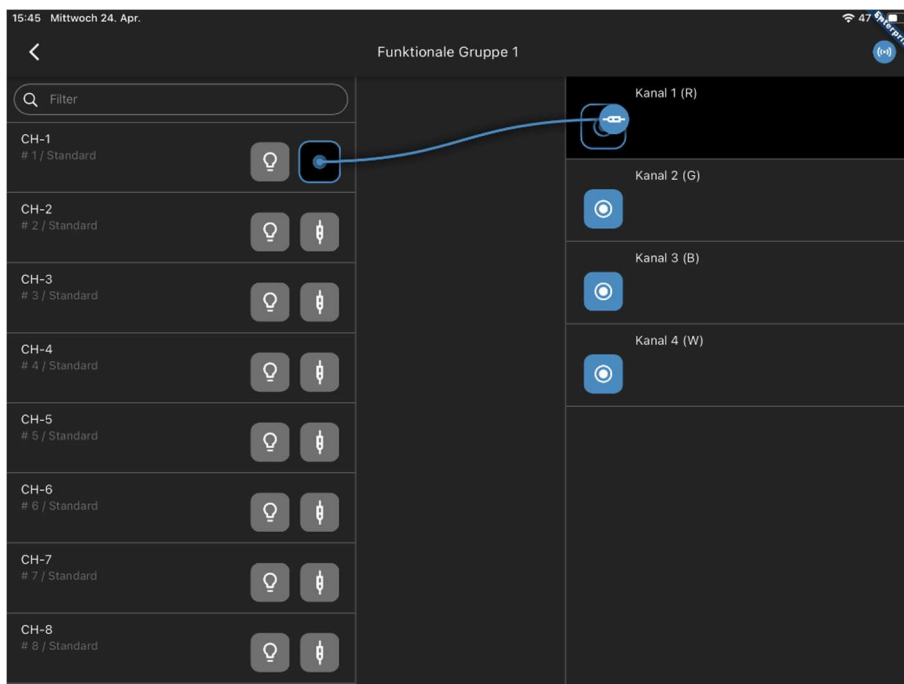 15:45 Mittwoch 24. Apr.
47
Funktionale Gruppe 1
Filter
CH-1
# 1 / Standard
CH-2
# 2 / Standard
CH-3
# 3 / Standard
CH-4
# 4 / Standard
CH-5
# 5 / Standard
CH-6
# 6 / Standard
CH-7
# 7 / Standard
CH-8
# 8 / Standard
Kanal 1 (R)
Kanal 2 (G)
Kanal 3 (B)
Kanal 4 (W)